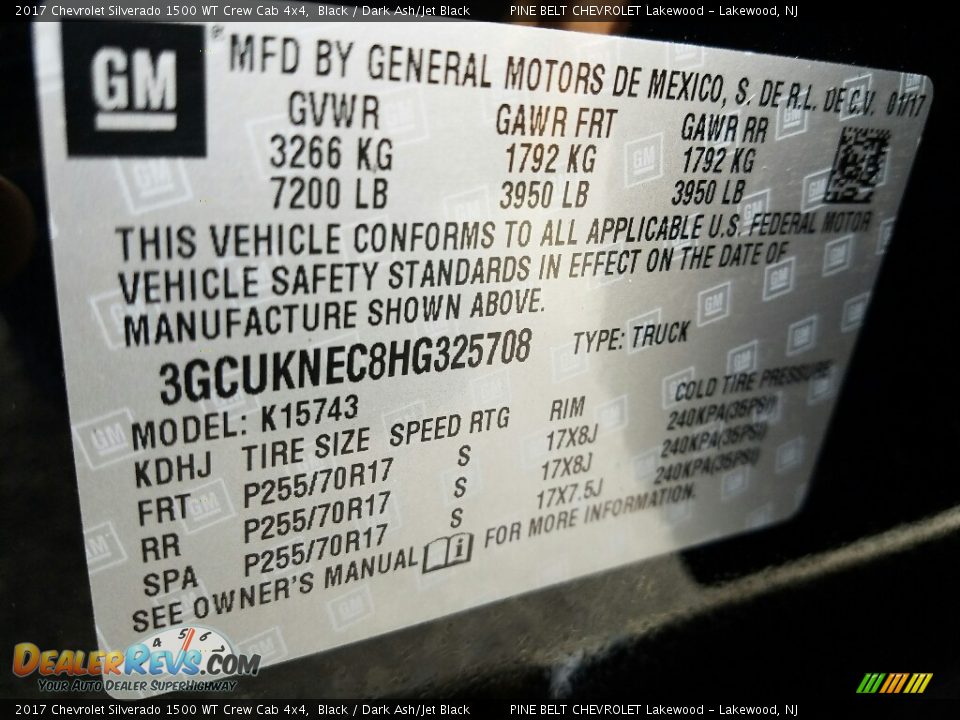 2017 Chevrolet Silverado 1500 WT Crew Cab 4x4, Black / Dark Ash/Jet Black PINE BELT CHEVROLET Lakewood - Lakewood, NJ
GM ® MFD BY GENERAL MOTORS DE MEXICO, S. DE R.L. DE C.V. 01/17
GVWR GAWR FRT GAWR RR
3266 KG 1792 KG 1792 KG
7200 LB 3950 LB 3950 LB
THIS VEHICLE CONFORMS TO ALL APPLICABLE U.S. FEDERAL MOTOR
VEHICLE SAFETY STANDARDS IN EFFECT ON THE DATE OF
MANUFACTURE SHOWN ABOVE.
3GCUKNEC8HG325708 TYPE: TRUCK
MODEL: K15743
KDHJ TIRE SIZE SPEED RTG RIM COLD TIRE PRESSURE
FRT P255/70R17 S 17X8J 240KPA(35PSI)
RR P255/70R17 S 17X8J 240KPA(35PSI)
SPA P255/70R17 S 17X7.5J 240KPA(35PSI)
SEE OWNER'S MANUAL i FOR MORE INFORMATION.
4 5 6
DEALERREVS.COM
YOUR AUTO DEALER SUPERHIGHWAY
2017 Chevrolet Silverado 1500 WT Crew Cab 4x4, Black / Dark Ash/Jet Black PINE BELT CHEVROLET Lakewood - Lakewood, NJ